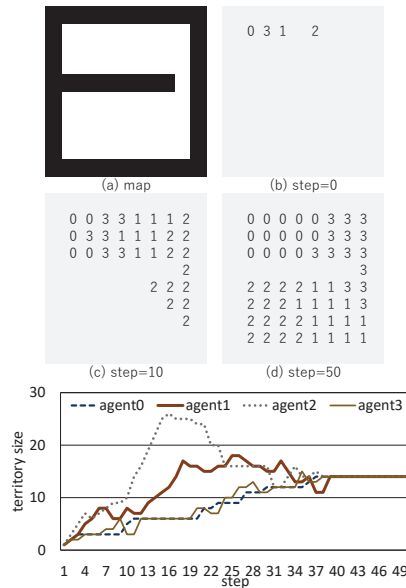 (a) map
0 3 1 2
(b) step=0
0 0 3 3 1 1 1 2
0 3 3 1 1 1 2 2
0 0 3 3 1 1 2 2
2
2 2 2
2 2
2
(c) step=10
0 0 0 0 0 3 3 3
0 0 0 0 0 3 3 3
0 0 0 0 3 3 3 3
3
2 2 2 2 1 1 3 3
2 2 2 2 1 1 1 3
2 2 2 2 1 1 1 1
2 2 2 2 1 1 1 1
(d) step=50
agent0 agent1 agent2 agent3
territory size
30
20
10
0
1 4 7 10 13 16 19 22 25 28 31 34 37 40 43 46 49
step